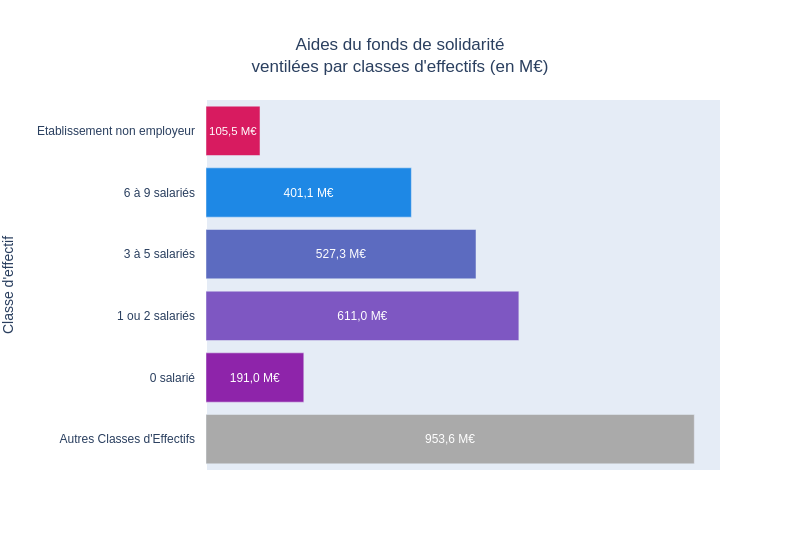 Aides du fonds de solidarité
ventilées par classes d'effectifs (en M€)
Classe d'effectif
Etablissement non employeur
105,5 M€
6 à 9 salariés
401,1 M€
3 à 5 salariés
527,3 M€
1 ou 2 salariés
611,0 M€
0 salarié
191,0 M€
Autres Classes d'Effectifs
953,6 M€